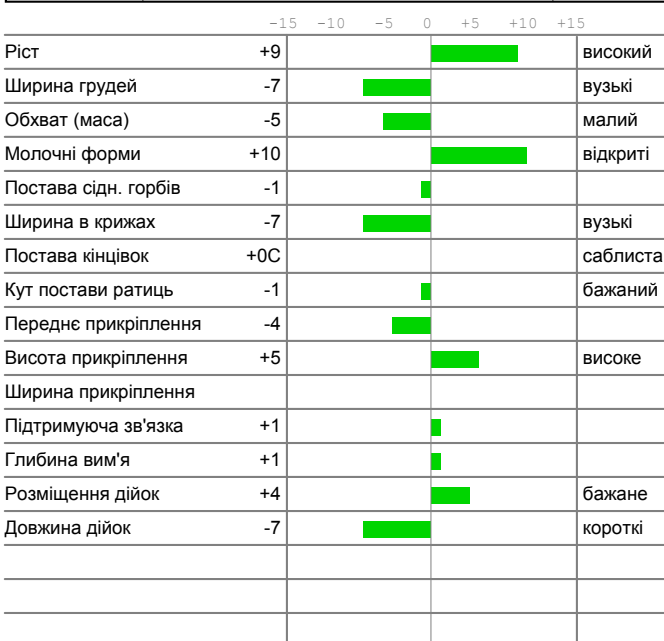 -15 -10 -5 0 +5 +10 +15
Ріст +9 високий
Ширина грудей -7 вузькі
Обхват (маса) -5 малий
Молочні форми +10 відкриті
Постава сідн. горбів -1
Ширина в крижах -7 вузькі
Постава кінцівок +0C саблиста
Кут постави ратиць -1 бажаний
Переднє прикріплення -4
Висота прикріплення +5 високе
Ширина прикріплення
Підтримуюча зв'язка +1
Глибина вим'я +1
Розміщення дійок +4 бажане
Довжина дійок -7 короткі